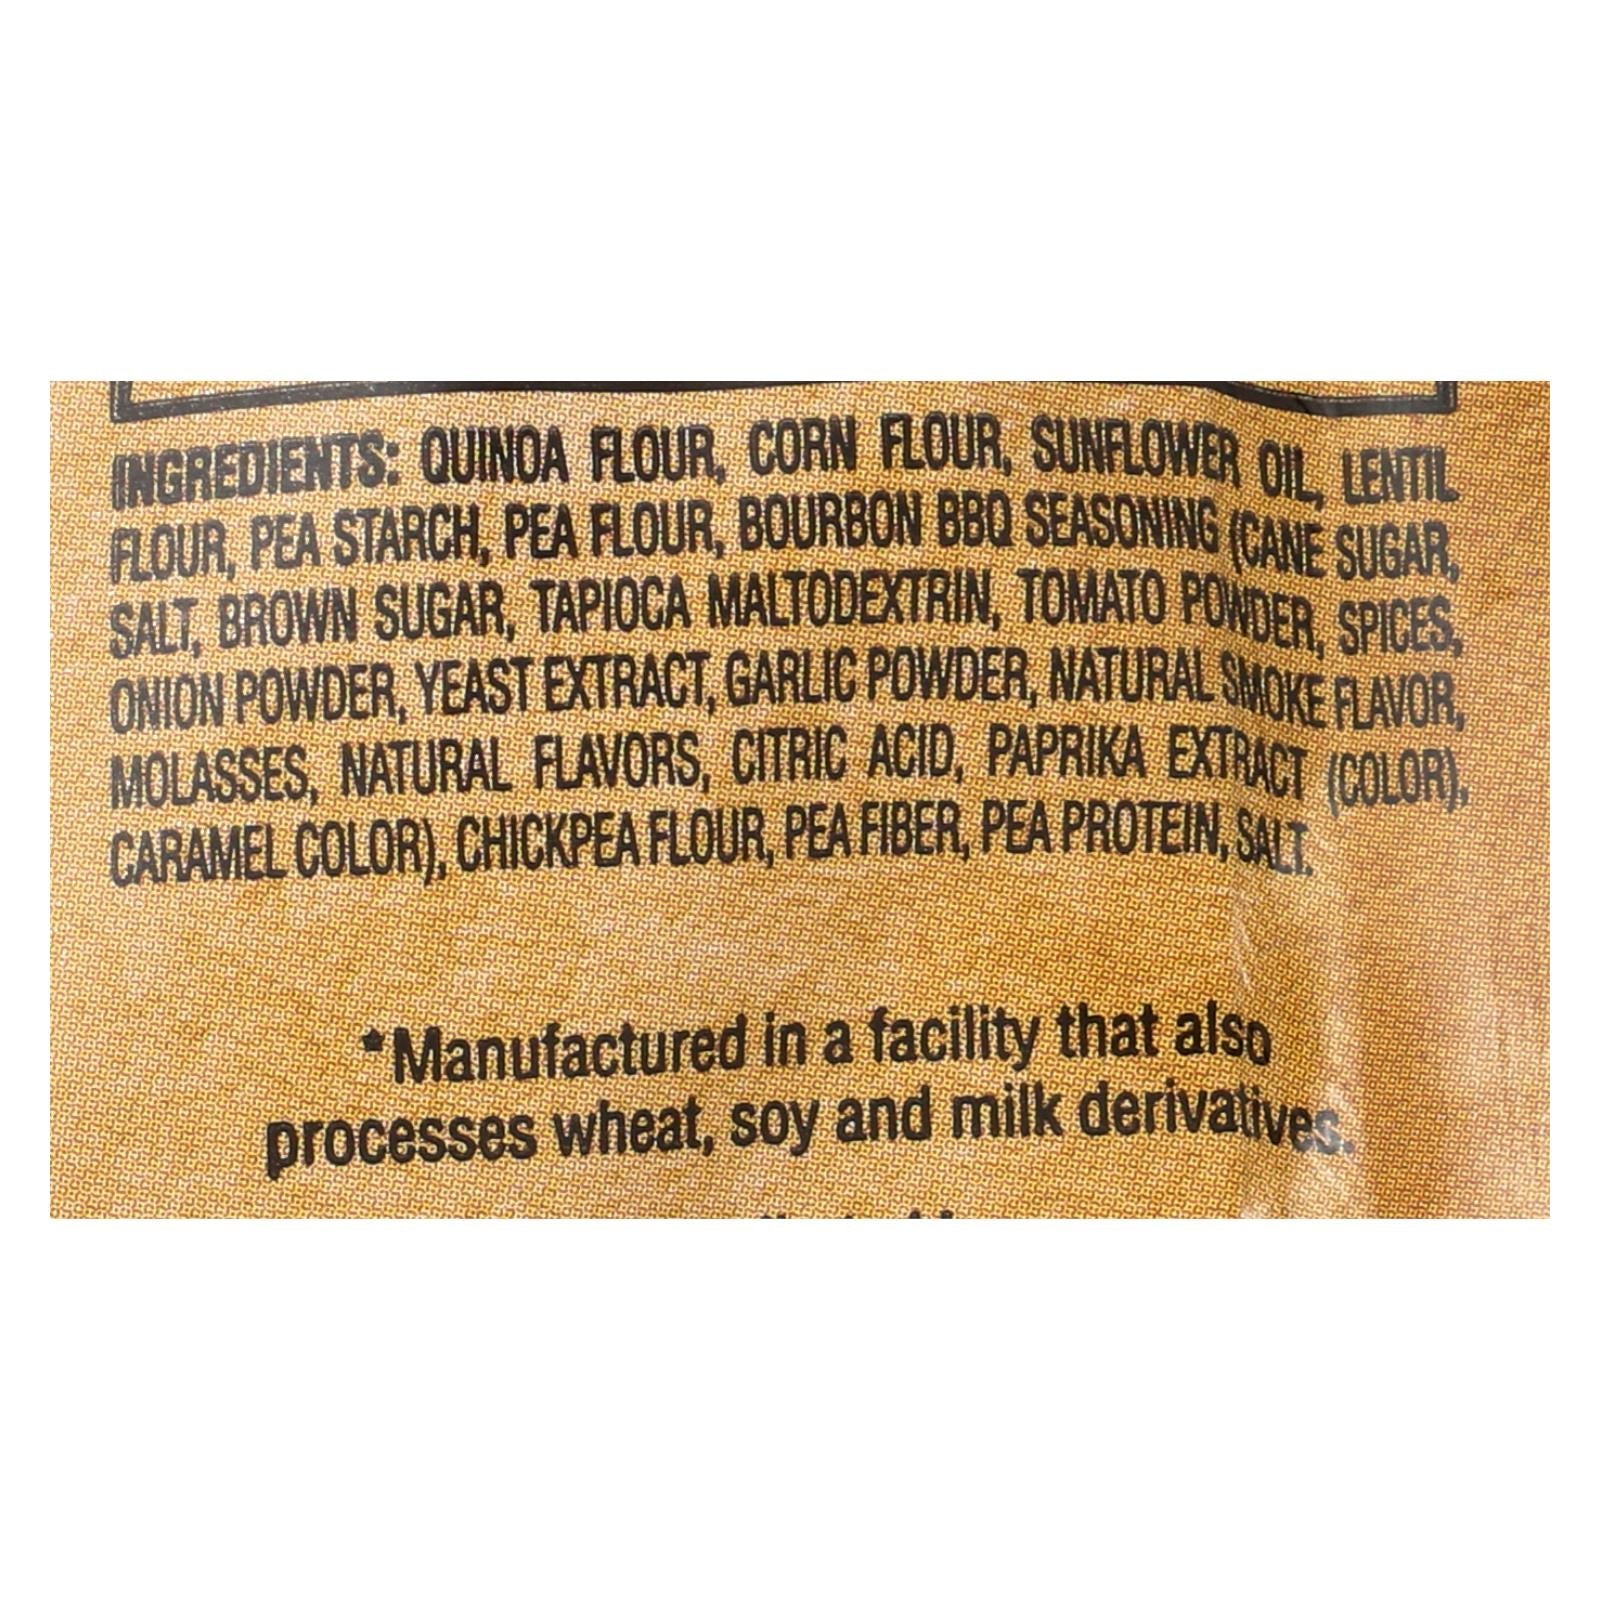 INGREDIENTS: QUINOA FLOUR, CORN FLOUR, SUNFLOWER OIL, LENTIL
FLOUR, PEA STARCH, PEA FLOUR, BOURBON BBQ SEASONING (CANE SUGAR,
SALT, BROWN SUGAR, TAPIOCA MALTODEXTRIN, TOMATO POWDER, SPICES,
ONION POWDER, YEAST EXTRACT, GARLIC POWDER, NATURAL SMOKE FLAVOR,
MOLASSES, NATURAL FLAVORS, CITRIC ACID, PAPRIKA EXTRACT (COLOR),
CARAMEL COLOR), CHICKPEA FLOUR, PEA FIBER, PEA PROTEIN, SALT.
*Manufactured in a facility that also
processes wheat, soy and milk derivatives.